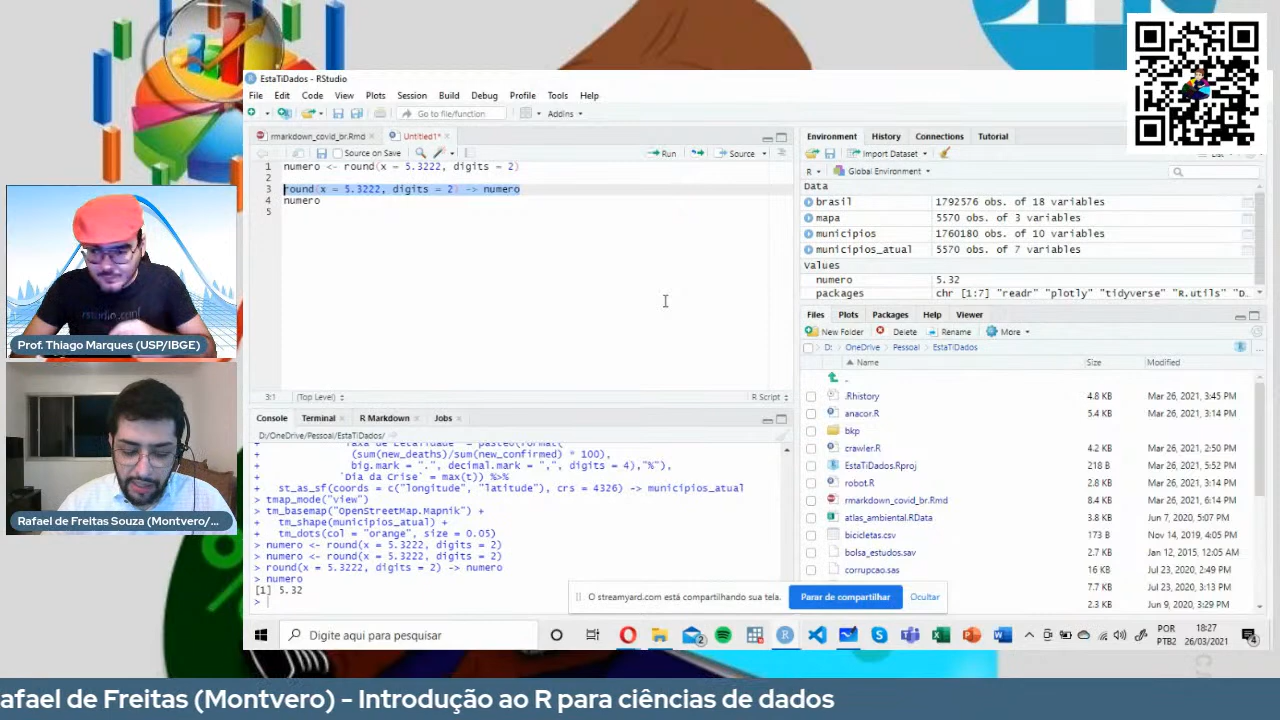 EstaTiDados - RStudio
File Edit Code View Plots Session Build Debug Profile Tools Help
Go to file/function Addins
rmarkdown_covid_br.Rmd Untitled1*
Source on Save Run Source
1 numero <- round(x = 5.3222, digits = 2)
2
3 round(x = 5.3222, digits = 2) -> numero
4 numero
5
3:1 (Top Level) R Script
Console Terminal R Markdown Jobs
D:/OneDrive/Pessoal/EstaTiDados/
+ (sum(new_deaths)/sum(new_confirmed) * 100),
+ big.mark = ".", decimal.mark = ",", digits = 4),"%"),
+ `Dia da Crise` = max(t)) %>%
+ st_as_sf(coords = c("longitude", "latitude"), crs = 4326) -> municipios_atual
> tmap_mode("view")
> tm_basemap("OpenStreetMap.Mapnik") +
+ tm_shape(municipios_atual) +
+ tm_dots(col = "orange", size = 0.05)
> numero <- round(x = 5.3222, digits = 2)
> numero <- round(x = 5.3222, digits = 2)
> round(x = 5.3222, digits = 2) -> numero
> numero
[1] 5.32
>
Environment History Connections Tutorial
Import Dataset
R Global Environment
Data
brasil 1792576 obs. of 18 variables
mapa 5570 obs. of 3 variables
municipios 1760180 obs. of 10 variables
municipios_atual 5570 obs. of 7 variables
Values
numero 5.32
packages chr [1:7] "readr" "plotly" "tidyverse" "R.utils" "D…
Files Plots Packages Help Viewer
New Folder Delete Rename More
D: OneDrive Pessoal EstaTiDados
Name Size Modified
..
.Rhistory 4.8 KB Mar 26, 2021, 3:45 PM
anacor.R 5.4 KB Mar 26, 2021, 3:14 PM
bkp
crawler.R 4.2 KB Mar 26, 2021, 2:50 PM
EstaTiDados.Rproj 218 B Mar 26, 2021, 5:52 PM
robot.R 2.8 KB Mar 26, 2021, 3:14 PM
rmarkdown_covid_br.Rmd 8.4 KB Mar 26, 2021, 6:14 PM
atlas_ambiental.RData 3.8 KB Jun 7, 2020, 5:07 PM
bicicletas.csv 173 B Nov 14, 2019, 4:05 PM
bolsa_estudos.sav 2.7 KB Jan 12, 2015, 12:05 AM
corrupcao.sas 16 KB Jul 23, 2020, 2:49 PM
7.7 KB Jul 23, 2020, 3:13 PM
2.3 KB Jun 9, 2020, 3:29 PM
O streamyard.com está compartilhando sua tela. Parar de compartilhar Ocultar
Digite aqui para pesquisar
POR 18:27
PTB2 26/03/2021
Prof. Thiago Marques (USP/IBGE)
Rafael de Freitas Souza (Montvero/...
rstudio::conf
afael de Freitas (Montvero) - Introdução ao R para ciências de dados